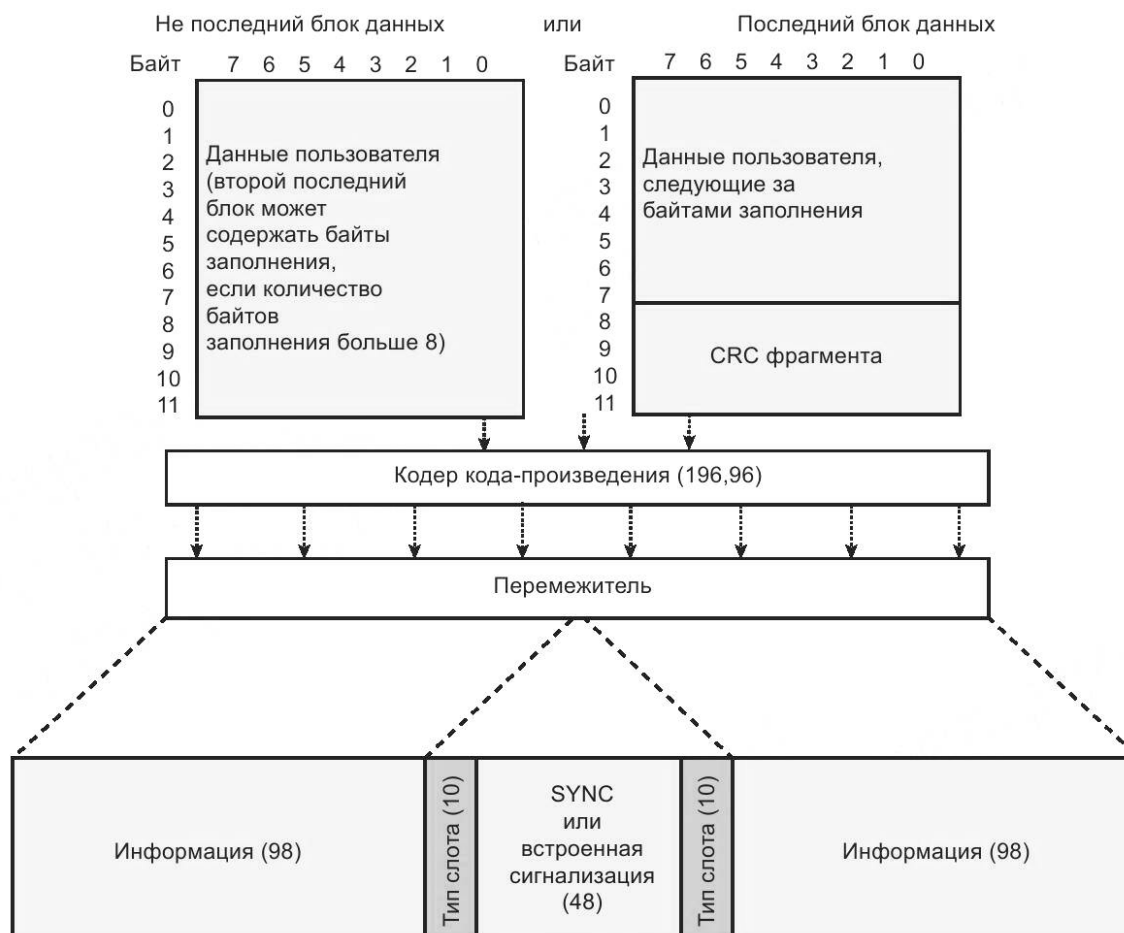 Не последний блок данных или Последний блок данных
Байт 7 6 5 4 3 2 1 0 Байт 7 6 5 4 3 2 1 0
0
1
2
3
4
5
6
7
8
9
10
11
Данные пользователя
(второй последний
блок может
содержать байты
заполнения,
если количество
байтов
заполнения больше 8)
0
1
2
3
4
5
6
7
8
9
10
11
Данные пользователя,
следующие за
байтами заполнения
CRC фрагмента
Кодер кода-произведения (196,96)
Перемежитель
Информация (98)
Тип слота (10)
SYNC
или
встроенная
сигнализация
(48)
Тип слота (10)
Информация (98)